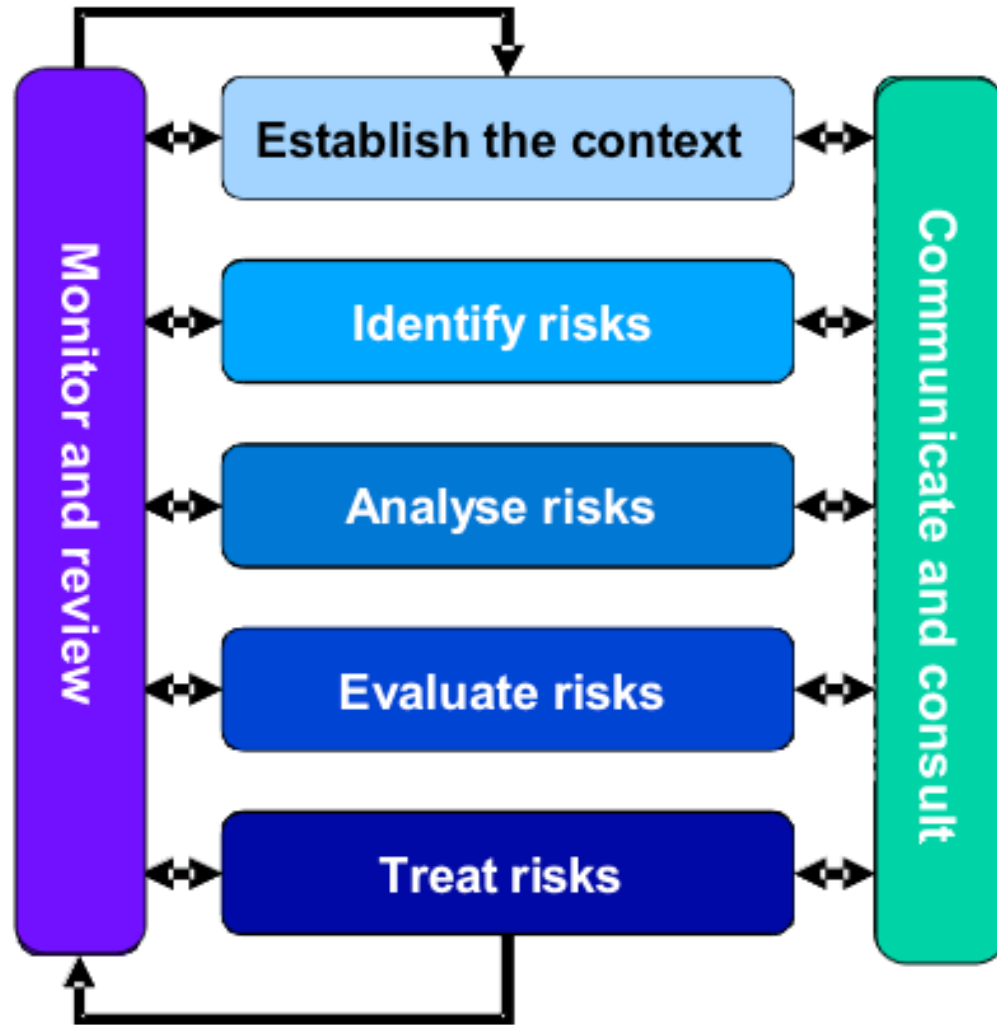 Establish the context
Identify risks
Analyse risks
Evaluate risks
Treat risks
Monitor and review
Communicate and consult